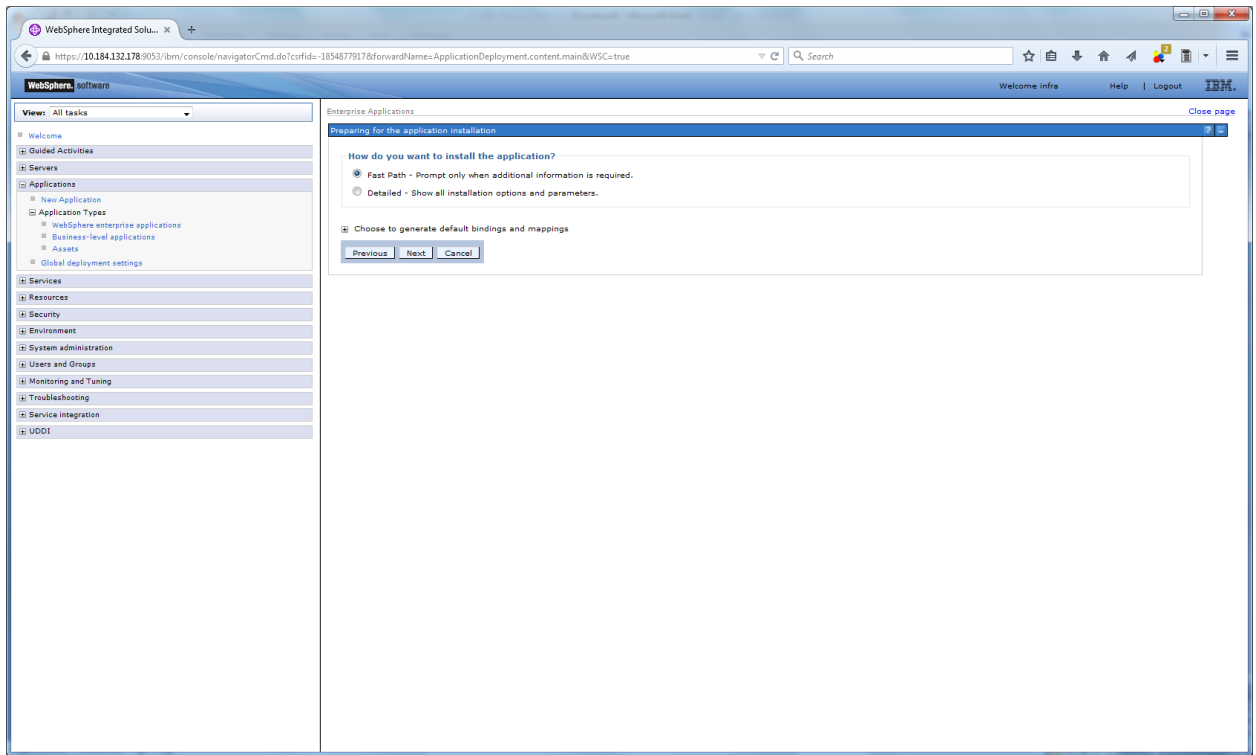 WebSphere Integrated Solu...
https://10.184.132.178:9053/ibm/console/navigatorCmd.do?csrfid=-1854877917&forwardName=ApplicationDeployment.content.main&WSC=true
Search
2
WebSphere. software
Welcome infra
Help | Logout
IBM.
View: All tasks
Welcome
Guided Activities
Servers
Applications
New Application
Application Types
WebSphere enterprise applications
Business-level applications
Assets
Global deployment settings
Services
Resources
Security
Environment
System administration
Users and Groups
Monitoring and Tuning
Troubleshooting
Service integration
UDDI
Enterprise Applications
Close page
Preparing for the application installation
? -
How do you want to install the application?
Fast Path - Prompt only when additional information is required.
Detailed - Show all installation options and parameters.
Choose to generate default bindings and mappings
Previous Next Cancel